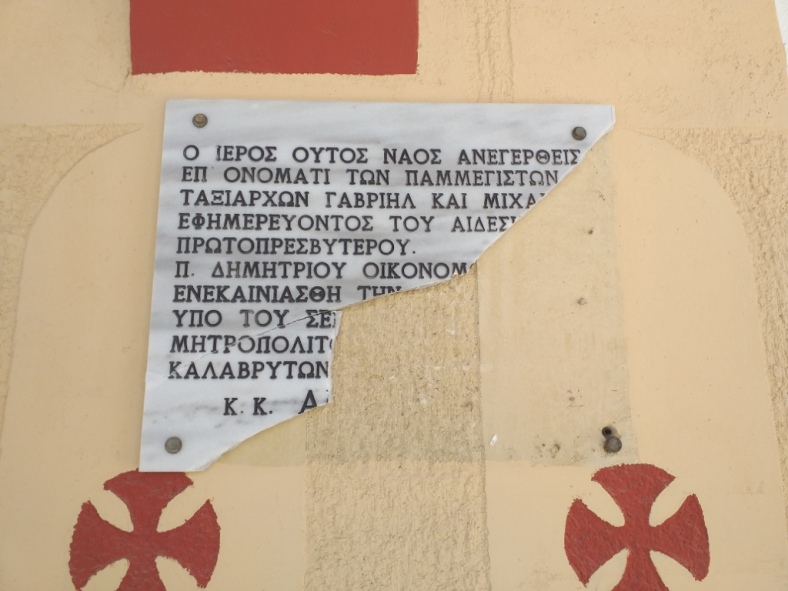 Ο ΙΕΡΟΣ ΟΥΤΟΣ ΝΑΟΣ ΑΝΕΓΕΡΘΕΙΣ
ΕΠ ΟΝΟΜΑΤΙ ΤΩΝ ΠΑΜΜΕΓΙΣΤΩΝ
ΤΑΞΙΑΡΧΩΝ ΓΑΒΡΙΗΛ ΚΑΙ
ΕΦΗΜΕΡΕΥΟΝΤΟΣ ΤΟΥ
ΠΡΩΤΟΠΡΕΣΒΥΤΕΡΟΥ.
Π. ΔΗΜΗΤΡΙΟΥ
ΕΝΕΚΑΙΝΙΑΣΘΗ ΤΗΝ
ΥΠΟ ΤΟΥ
ΚΑΛΑΒΡΥΤΩΝ
Κ. Κ.